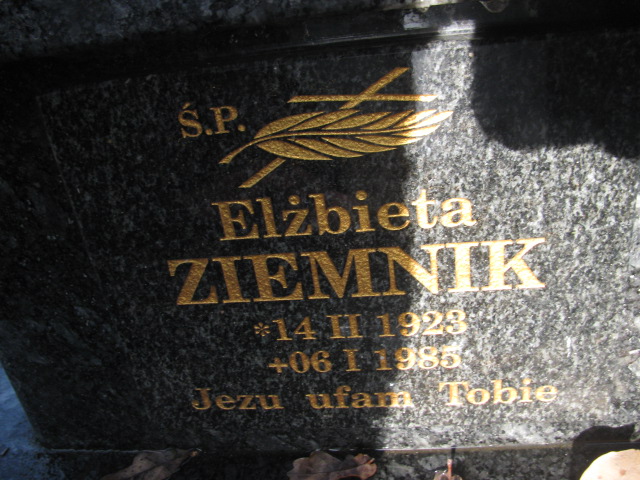 Ś.P.
Elżbieta
ZIEMNIK
*14 II 1923
+06 I 1985
Jezu ufam Tobie